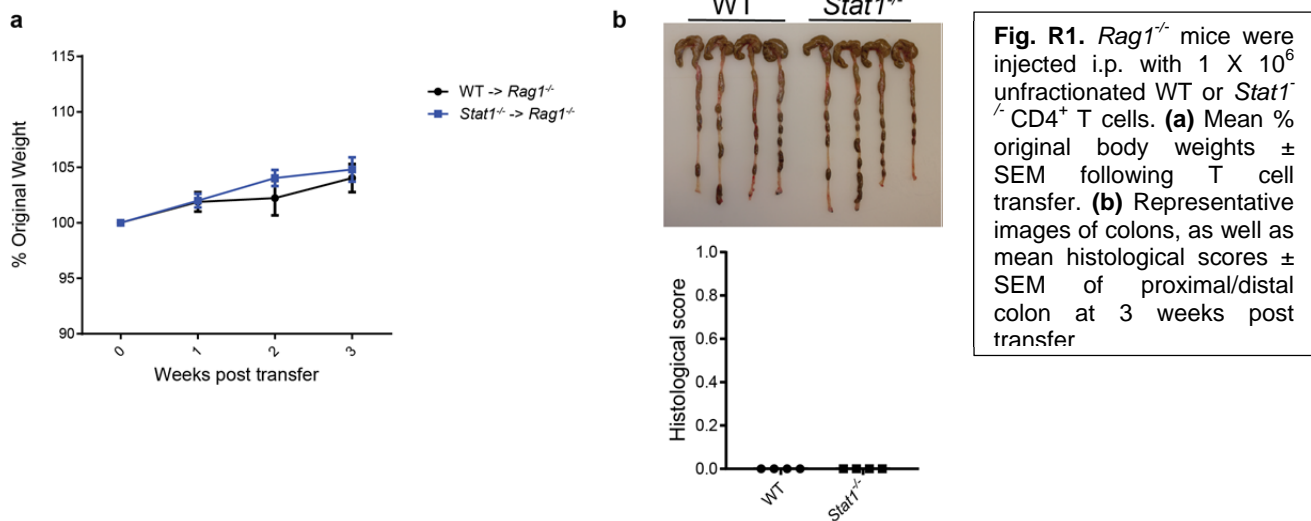 a
115
110
105
100
95
90
% Original Weight
0
1
2
3
Weeks post transfer
WT -> Rag1-/-
Stat1-/- -> Rag1-/-
b
WT
Stat1-/-
1.0
0.8
0.6
0.4
0.2
0.0
Histological score
WT
Stat1-/-
Fig. R1. Rag1-/- mice were
injected i.p. with 1 X 10⁶
unfractionated WT or Stat1-
/- CD4⁺ T cells. (a) Mean %
original body weights ±
SEM following T cell
transfer. (b) Representative
images of colons, as well as
mean histological scores ±
SEM of proximal/distal
colon at 3 weeks post
transfer